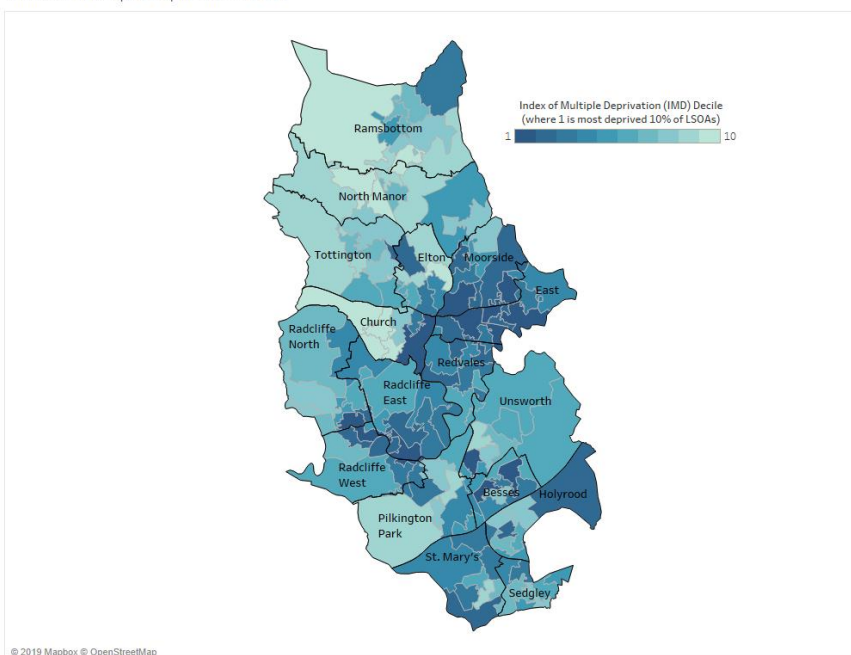 Index of Multiple Deprivation (IMD) Decile
(where 1 is most deprived 10% of LSOAs)
1 10
Ramsbottom
North Manor
Tottington
Elton
Moorside
East
Church
Radcliffe
North
Redvales
Radcliffe
East
Unsworth
Radcliffe
West
Besses
Holyrood
Pilkington
Park
St. Mary's
Sedgley
© 2019 Mapbox © OpenStreetMap